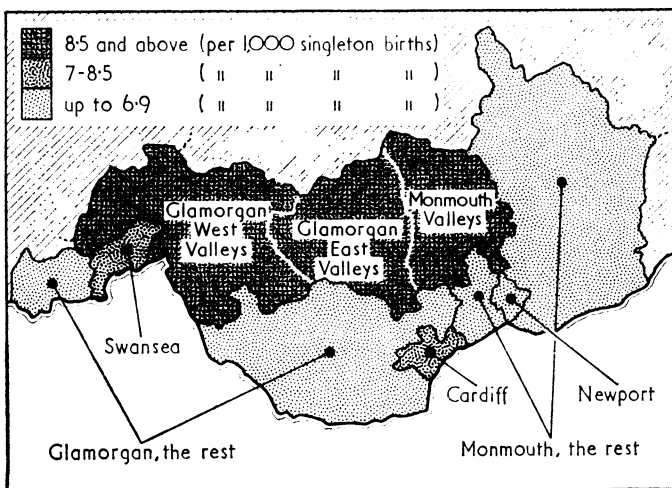 8·5 and above (per 1,000 singleton births)
7-8·5 ( " " " " )
up to 6·9 ( " " " " )
Monmouth
Valleys
Glamorgan
West
Valleys
Glamorgan
East
Valleys
Swansea
Cardiff
Newport
Glamorgan, the rest
Monmouth, the rest